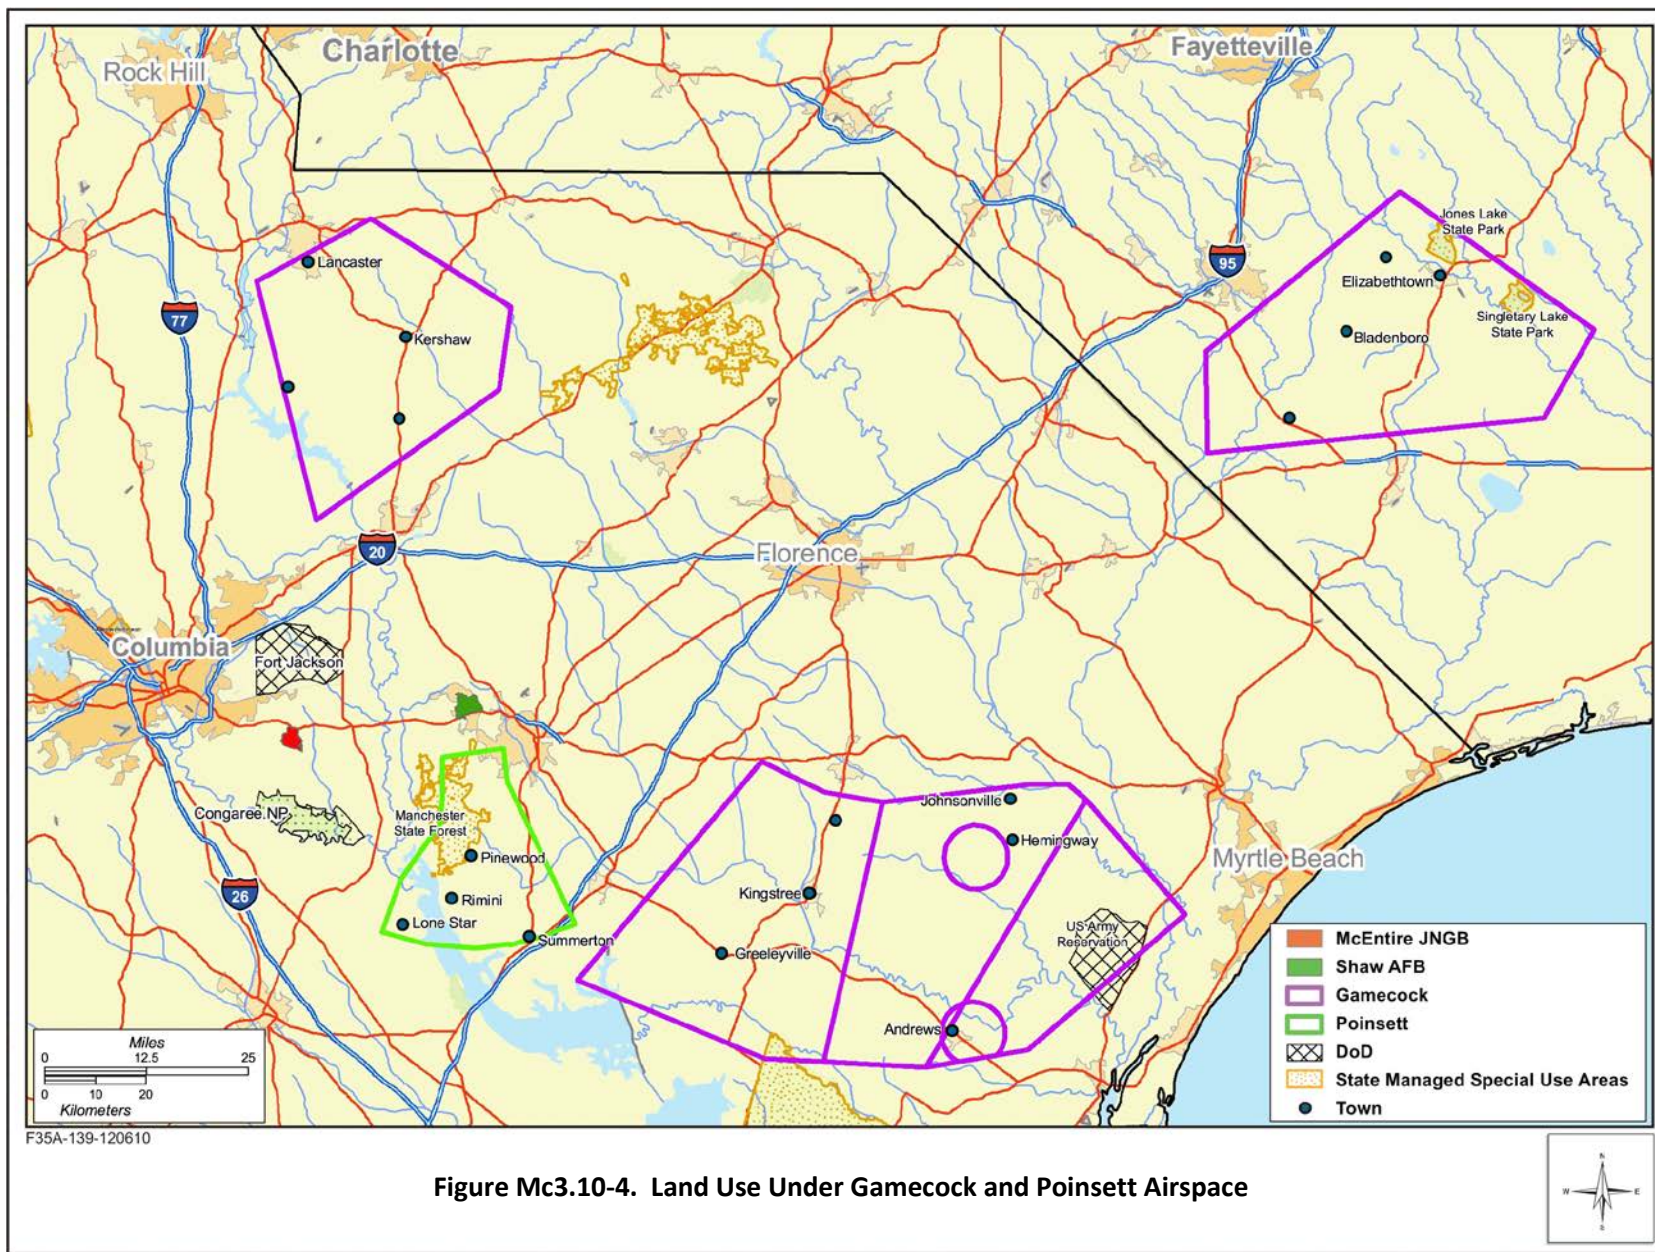 Charlotte
Rock Hill
Fayetteville
Jones Lake
State Park
Lancaster
95
Elizabethtown
77
Singletary Lake
State Park
Kershaw
Bladenboro
20
Florence
Columbia
Fort Jackson
Congaree NP
Manchester
State Forest
Pinewood
Rimini
Lone Star
Summerton
26
Johnsonville
Hemingway
Kingstree
Greeleyville
US Army
Reservation
Andrews
Myrtle Beach
McEntire JNGB
Shaw AFB
Gamecock
Poinsett
DoD
State Managed Special Use Areas
Town
Miles
0 12.5 25
0 10 20
Kilometers
F35A-139-120610
Figure Mc3.10-4. Land Use Under Gamecock and Poinsett Airspace
N
W E
S